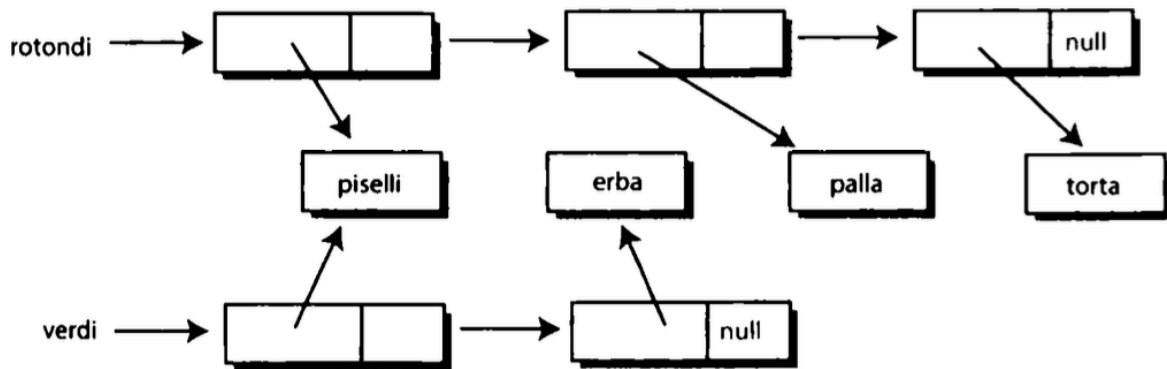 rotondi
null
piselli
erba
palla
torta
verdi
null